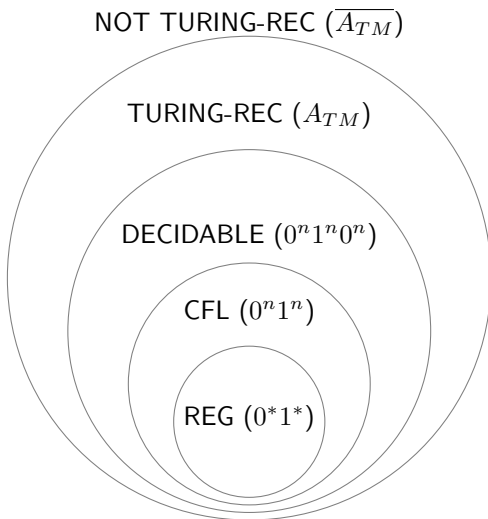 NOT TURING-REC (\overline{A_{TM}})
TURING-REC (A_{TM})
DECIDABLE (0^n1^n0^n)
CFL (0^n1^n)
REG (0^*1^*)